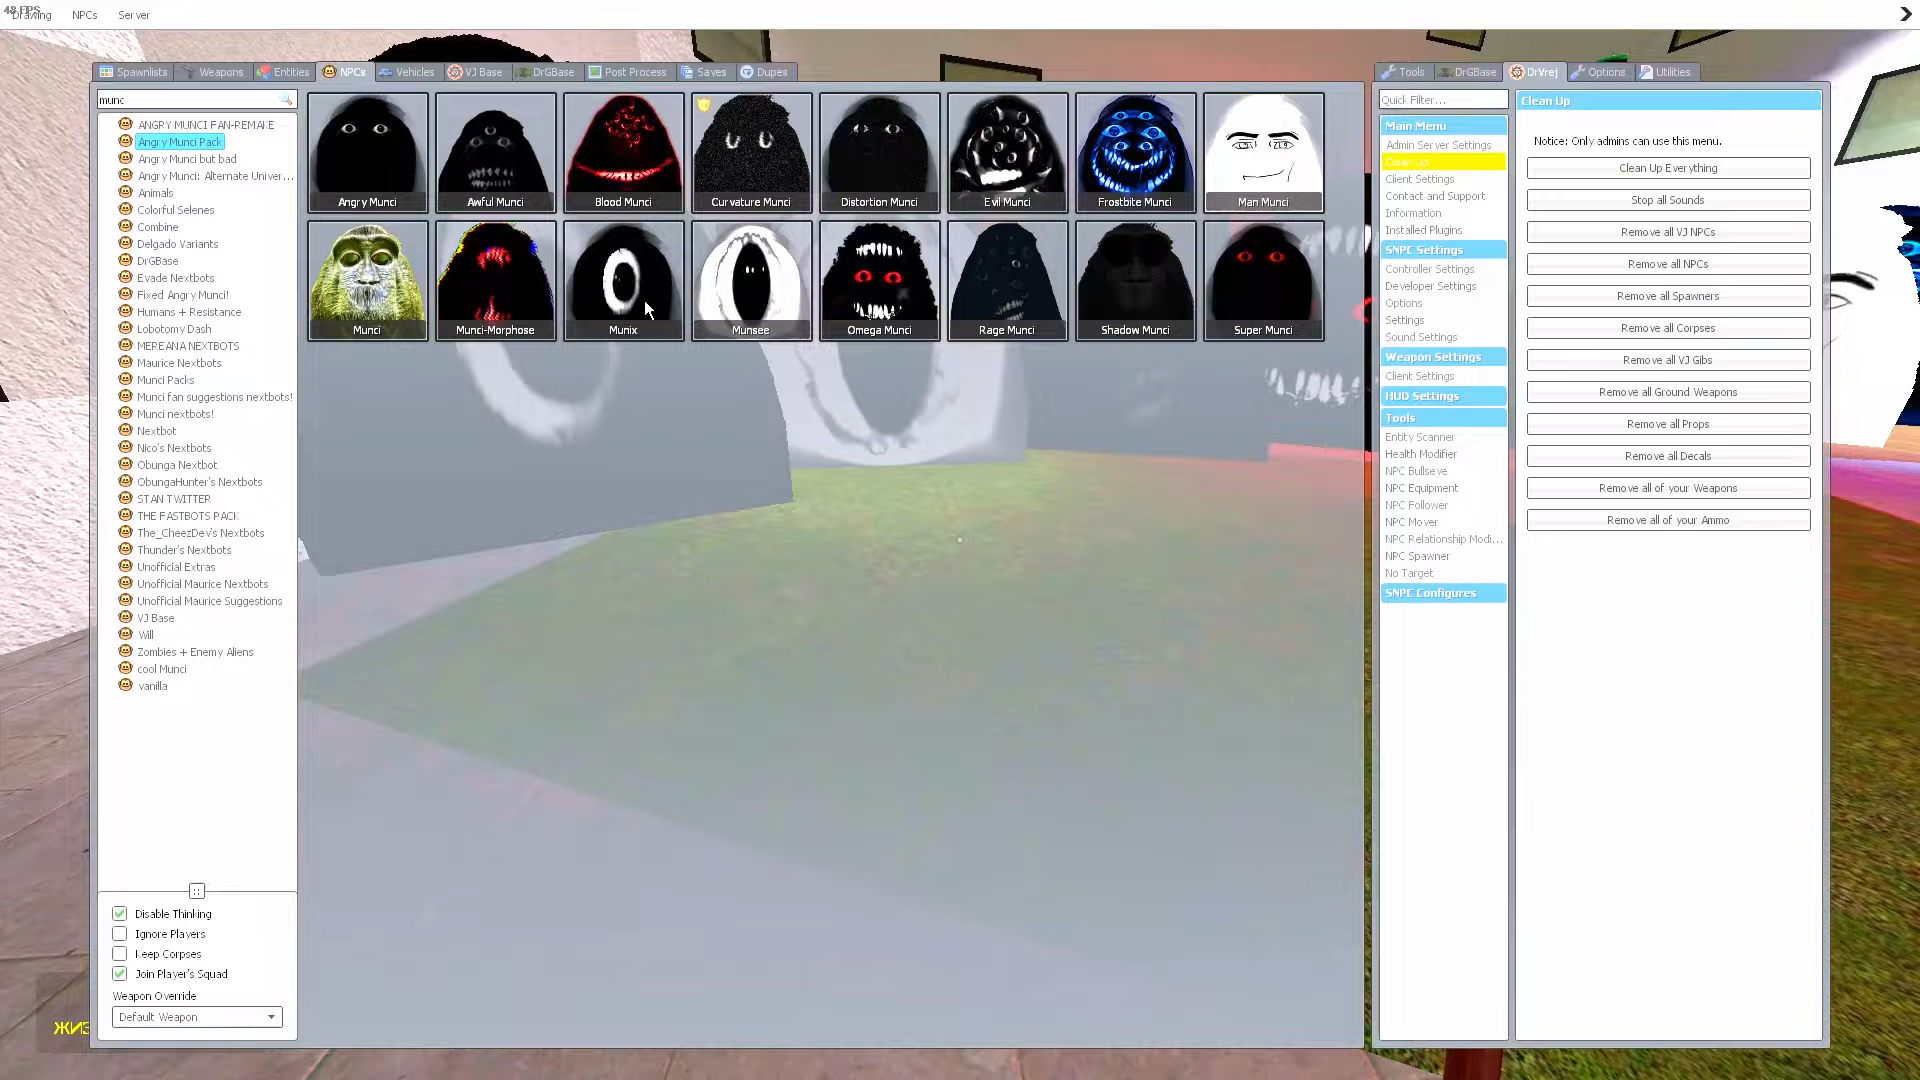 48 FPS
Drawing NPCs Server
Spawnlists Weapons Entities NPCs Vehicles VJ Base DrGBase Post Process Saves Dupes
munc
ANGRY MUNCI FAN-REMAKE
Angry Munci Pack
Angry Munci but bad
Angry Munci: Alternate Univer...
Animals
Colorful Selenes
Combine
Delgado Variants
DrGBase
Evade Nextbots
Fixed Angry Munci!
Humans + Resistance
Lobotomy Dash
MEREANA NEXTBOTS
Maurice Nextbots
Munci Packs
Munci fan suggestions nextbots!
Munci nextbots!
Nextbot
Nico's Nextbots
Obunga Nextbot
ObungaHunter's Nextbots
STAN TWITTER
THE FASTBOTS PACK
The_CheezDev's Nextbots
Thunder's Nextbots
Unofficial Extras
Unofficial Maurice Nextbots
Unofficial Maurice Suggestions
VJ Base
Will
Zombies + Enemy Aliens
cool Munci
vanilla
Disable Thinking
Ignore Players
Keep Corpses
Join Player's Squad
Weapon Override
Default Weapon
ЖИЗ
Angry Munci Awful Munci Blood Munci Curvature Munci Distortion Munci Evil Munci Frostbite Munci Man Munci
Munci Munci-Morphose Munix Munsee Omega Munci Rage Munci Shadow Munci Super Munci
Tools DrGBase DrVrej Options Utilities
Quick Filter...
Main Menu
Admin Server Settings
Clean Up
Client Settings
Contact and Support
Information
Installed Plugins
SNPC Settings
Controller Settings
Developer Settings
Options
Settings
Sound Settings
Weapon Settings
Client Settings
HUD Settings
Tools
Entity Scanner
Health Modifier
NPC Bullseye
NPC Equipment
NPC Follower
NPC Mover
NPC Relationship Modi...
NPC Spawner
No Target
SNPC Configures
Clean Up
Notice: Only admins can use this menu.
Clean Up Everything
Stop all Sounds
Remove all VJ NPCs
Remove all NPCs
Remove all Spawners
Remove all Corpses
Remove all VJ Gibs
Remove all Ground Weapons
Remove all Props
Remove all Decals
Remove all of your Weapons
Remove all of your Ammo